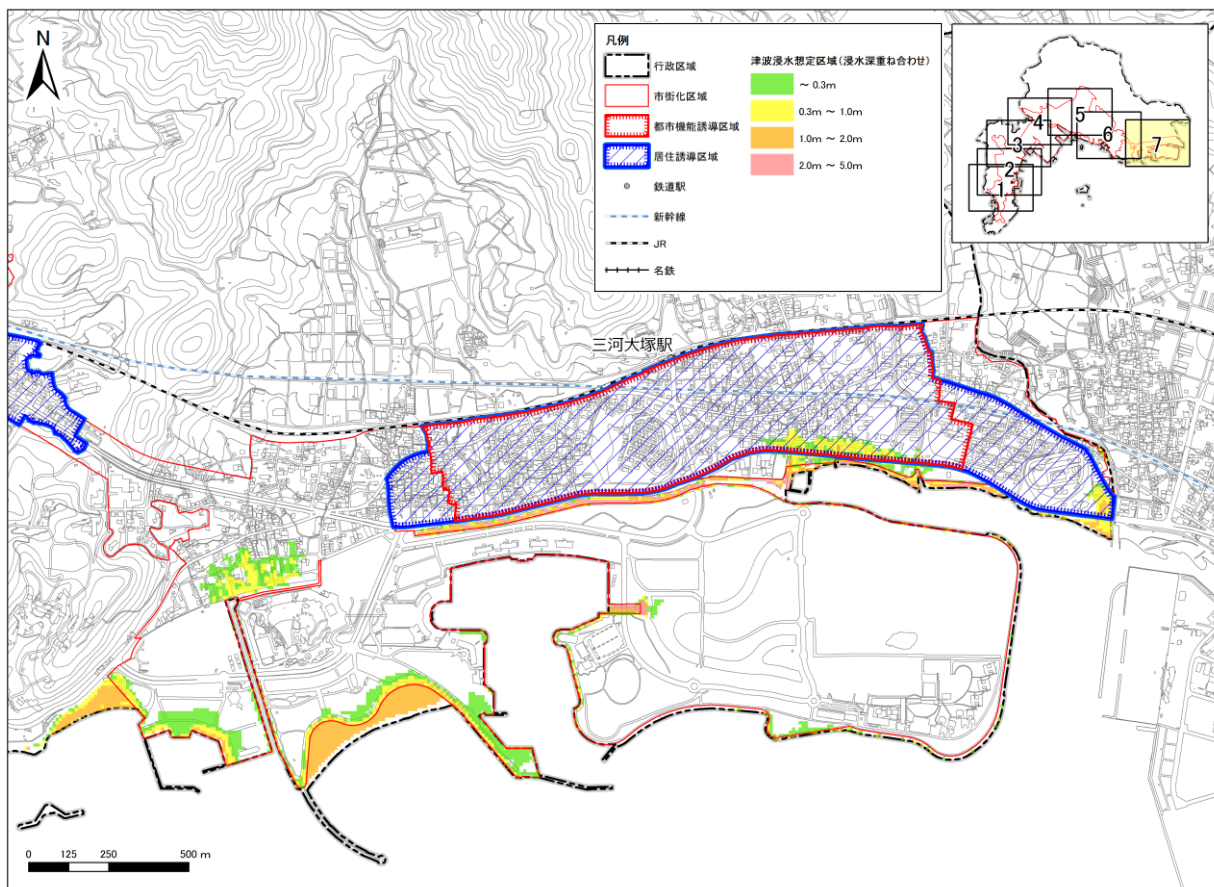 N
凡例
行政区域
市街化区域
都市機能誘導区域
居住誘導区域
鉄道駅
新幹線
JR
名鉄
津波浸水想定区域(浸水深重ね合わせ)
～ 0.3m
0.3m ～ 1.0m
1.0m ～ 2.0m
2.0m ～ 5.0m
5
4
6
7
3
2
1
三河大塚駅
0 125 250 500 m